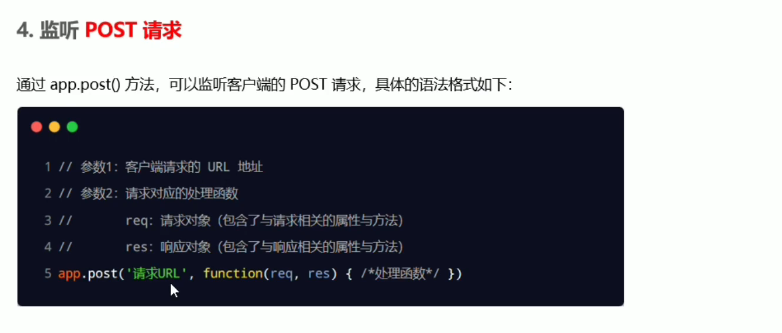 4. 监听 POST 请求
通过 app.post() 方法，可以监听客户端的 POST 请求，具体的语法格式如下：
1 // 参数1：客户端请求的 URL 地址
2 // 参数2：请求对应的处理函数
3 //       req：请求对象（包含了与请求相关的属性与方法）
4 //       res：响应对象（包含了与响应相关的属性与方法）
5 app.post('请求URL', function(req, res) { /*处理函数*/ })